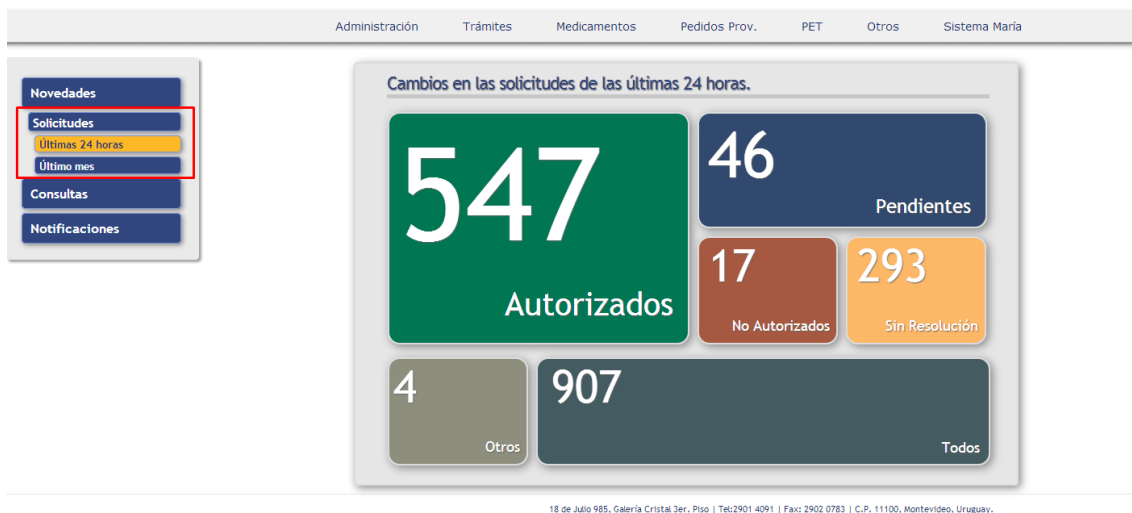 Administración Trámites Medicamentos Pedidos Prov. PET Otros Sistema María
Novedades
Solicitudes
Últimas 24 horas
Último mes
Consultas
Notificaciones
Cambios en las solicitudes de las últimas 24 horas.
547
Autorizados
46
Pendientes
17
No Autorizados
293
Sin Resolución
4
Otros
907
Todos
18 de Julio 985, Galería Cristal 3er. Piso | Tel:2901 4091 | Fax: 2902 0783 | C.P. 11100, Montevideo, Uruguay.